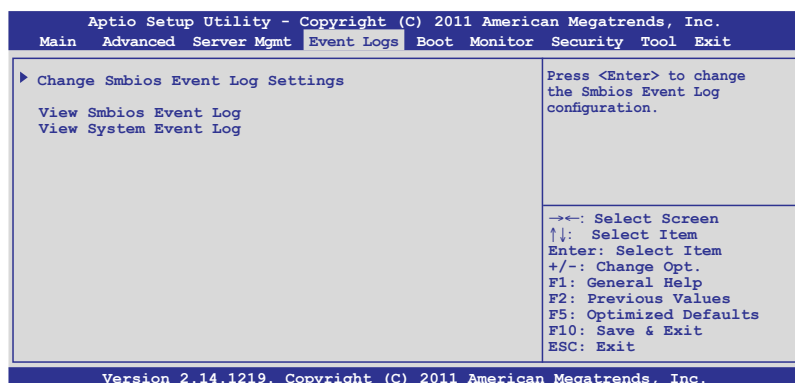 Aptio Setup Utility - Copyright (C) 2011 American Megatrends, Inc.
Main Advanced Server Mgmt Event Logs Boot Monitor Security Tool Exit
Change Smbios Event Log Settings
View Smbios Event Log
View System Event Log
Press <Enter> to change
the Smbios Event Log
configuration.
→←: Select Screen
↑↓: Select Item
Enter: Select Item
+/-: Change Opt.
F1: General Help
F2: Previous Values
F5: Optimized Defaults
F10: Save & Exit
ESC: Exit
Version 2.14.1219. Copyright (C) 2011 American Megatrends, Inc.